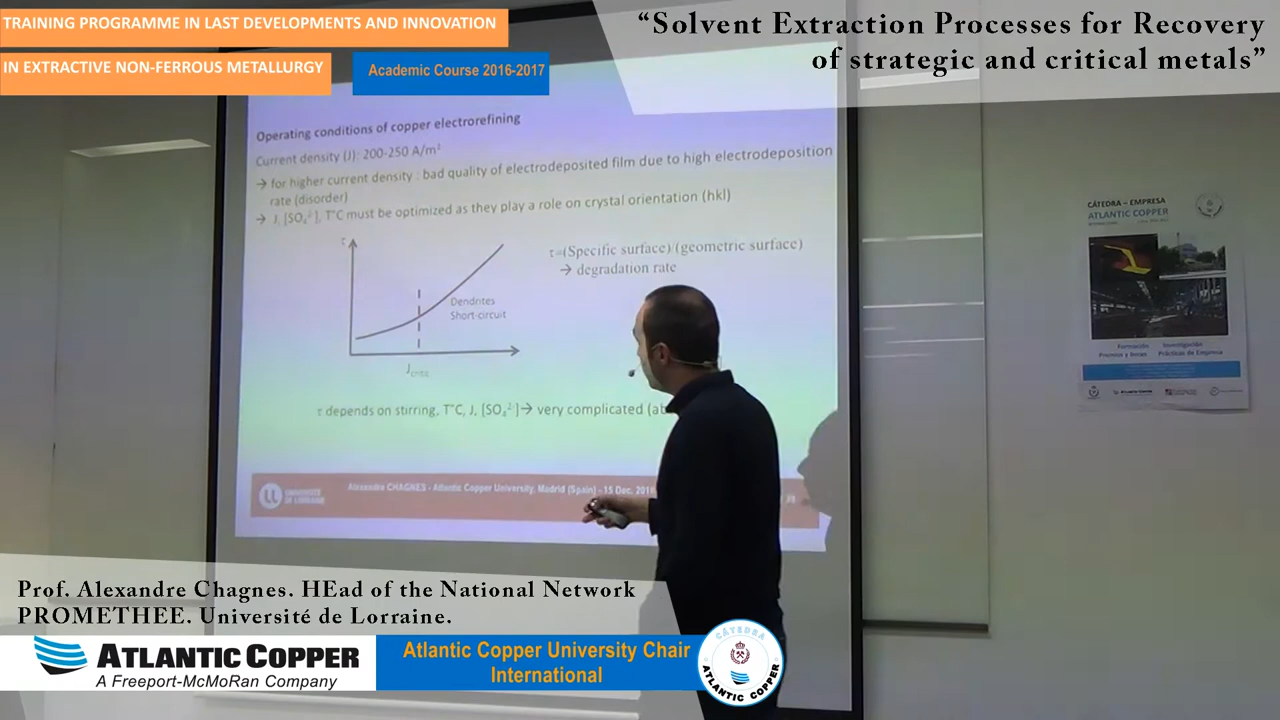 TRAINING PROGRAMME IN LAST DEVELOPMENTS AND INNOVATION
IN EXTRACTIVE NON-FERROUS METALLURGY
Academic Course 2016-2017
“Solvent Extraction Processes for Recovery
of strategic and critical metals”
Operating conditions of copper electrorefining
Current density (J): 200-250 A/m²
→ for higher current density : bad quality of electrodeposited film due to high electrodeposition
rate (disorder)
→ J, [SO₄²⁻], T°C must be optimized as they play a role on crystal orientation (hkl)
τ
τ=(Specific surface)/(geometric surface)
→ degradation rate
Dendrites
Short-circuit
J critic
τ depends on stirring, T°C, J, [SO₄²⁻]→ very complicated (ab
UNIVERSITÉ
DE LORRAINE
Alexandre CHAGNES - Atlantic Copper University, Madrid (Spain) - 15 Dec. 2016
CÁTEDRA – EMPRESA
ATLANTIC COPPER
Formación
Investigación
Premios y Becas
Prácticas de Empresa
Prof. Alexandre Chagnes. HEad of the National Network
PROMETHEE. Université de Lorraine.
ATLANTIC COPPER
A Freeport-McMoRan Company
Atlantic Copper University Chair
International
CÁTEDRA
ATLANTIC COPPER